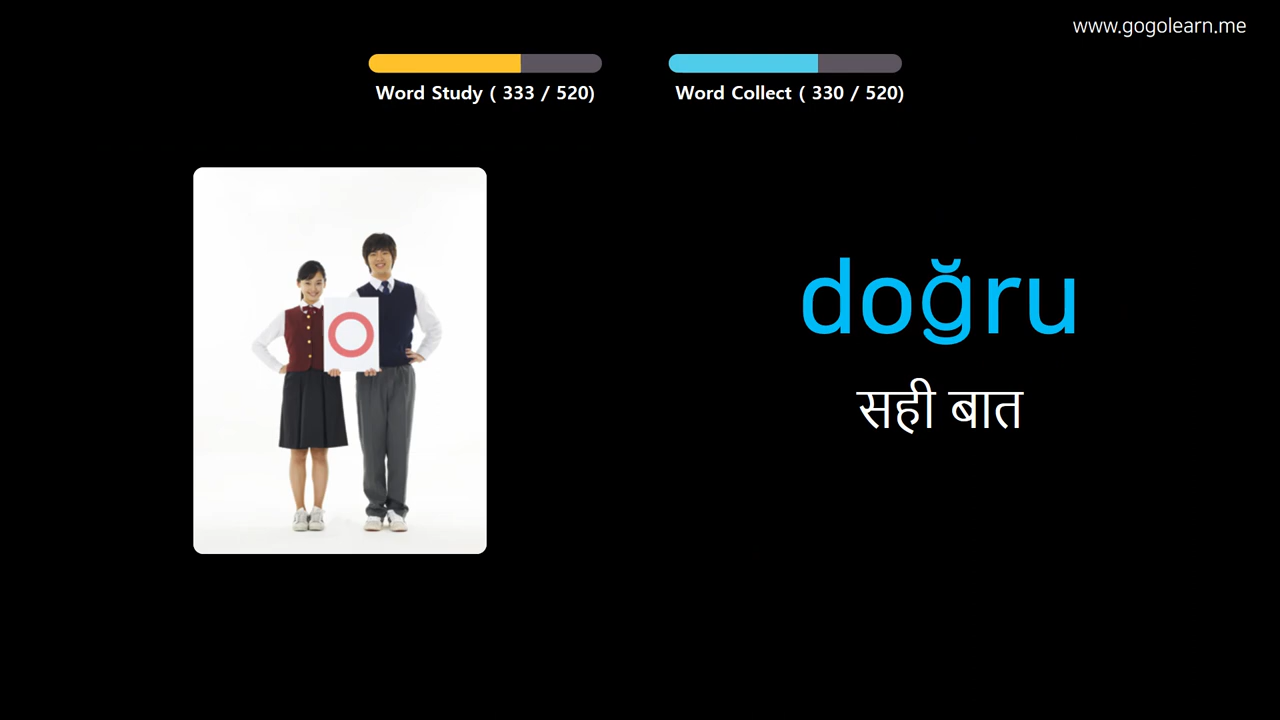 www.gogolearn.me
Word Study ( 333 / 520)
Word Collect ( 330 / 520)
doğru
सही बात